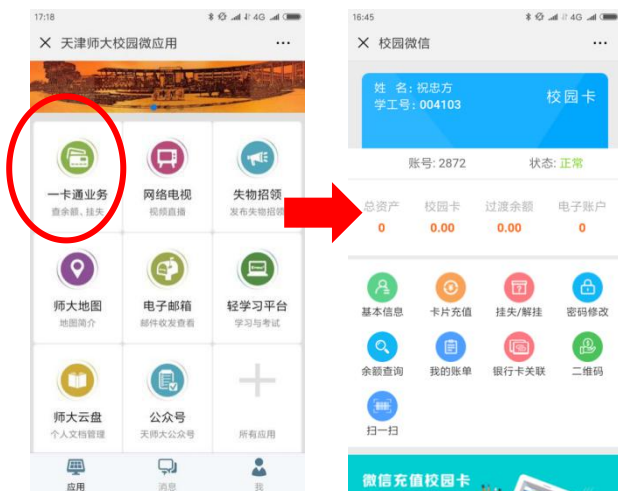 17:18
4G
天津师大校园微应用
一卡通业务
查余额、挂失
网络电视
视频直播
失物招领
发布失物招领
师大地图
地图简介
电子邮箱
邮件收发查看
轻学习平台
学习与考试
师大云盘
个人文档管理
公众号
天师大公众号
所有应用
应用
消息
我
16:45
4G
校园微信
姓 名: 祝忠方
学工号: 004103
校园卡
账号: 2872
状态: 正常
总资产
校园卡
过渡余额
电子账户
0
0.00
0.00
0
基本信息
卡片充值
挂失/解挂
密码修改
余额查询
我的账单
银行卡关联
二维码
扫一扫
微信充值校园卡